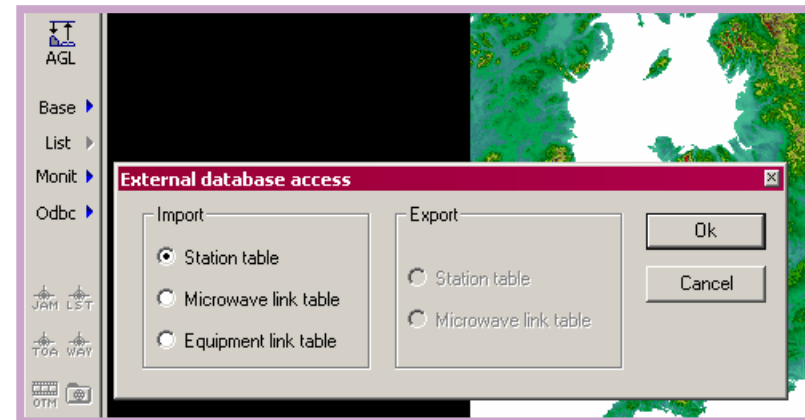 AGL
Base
List
Monit
Odbc
JAM LST
TOA WAY
OTM
External database access
Import
Station table
Microwave link table
Equipment link table
Export
Station table
Microwave link table
Ok
Cancel